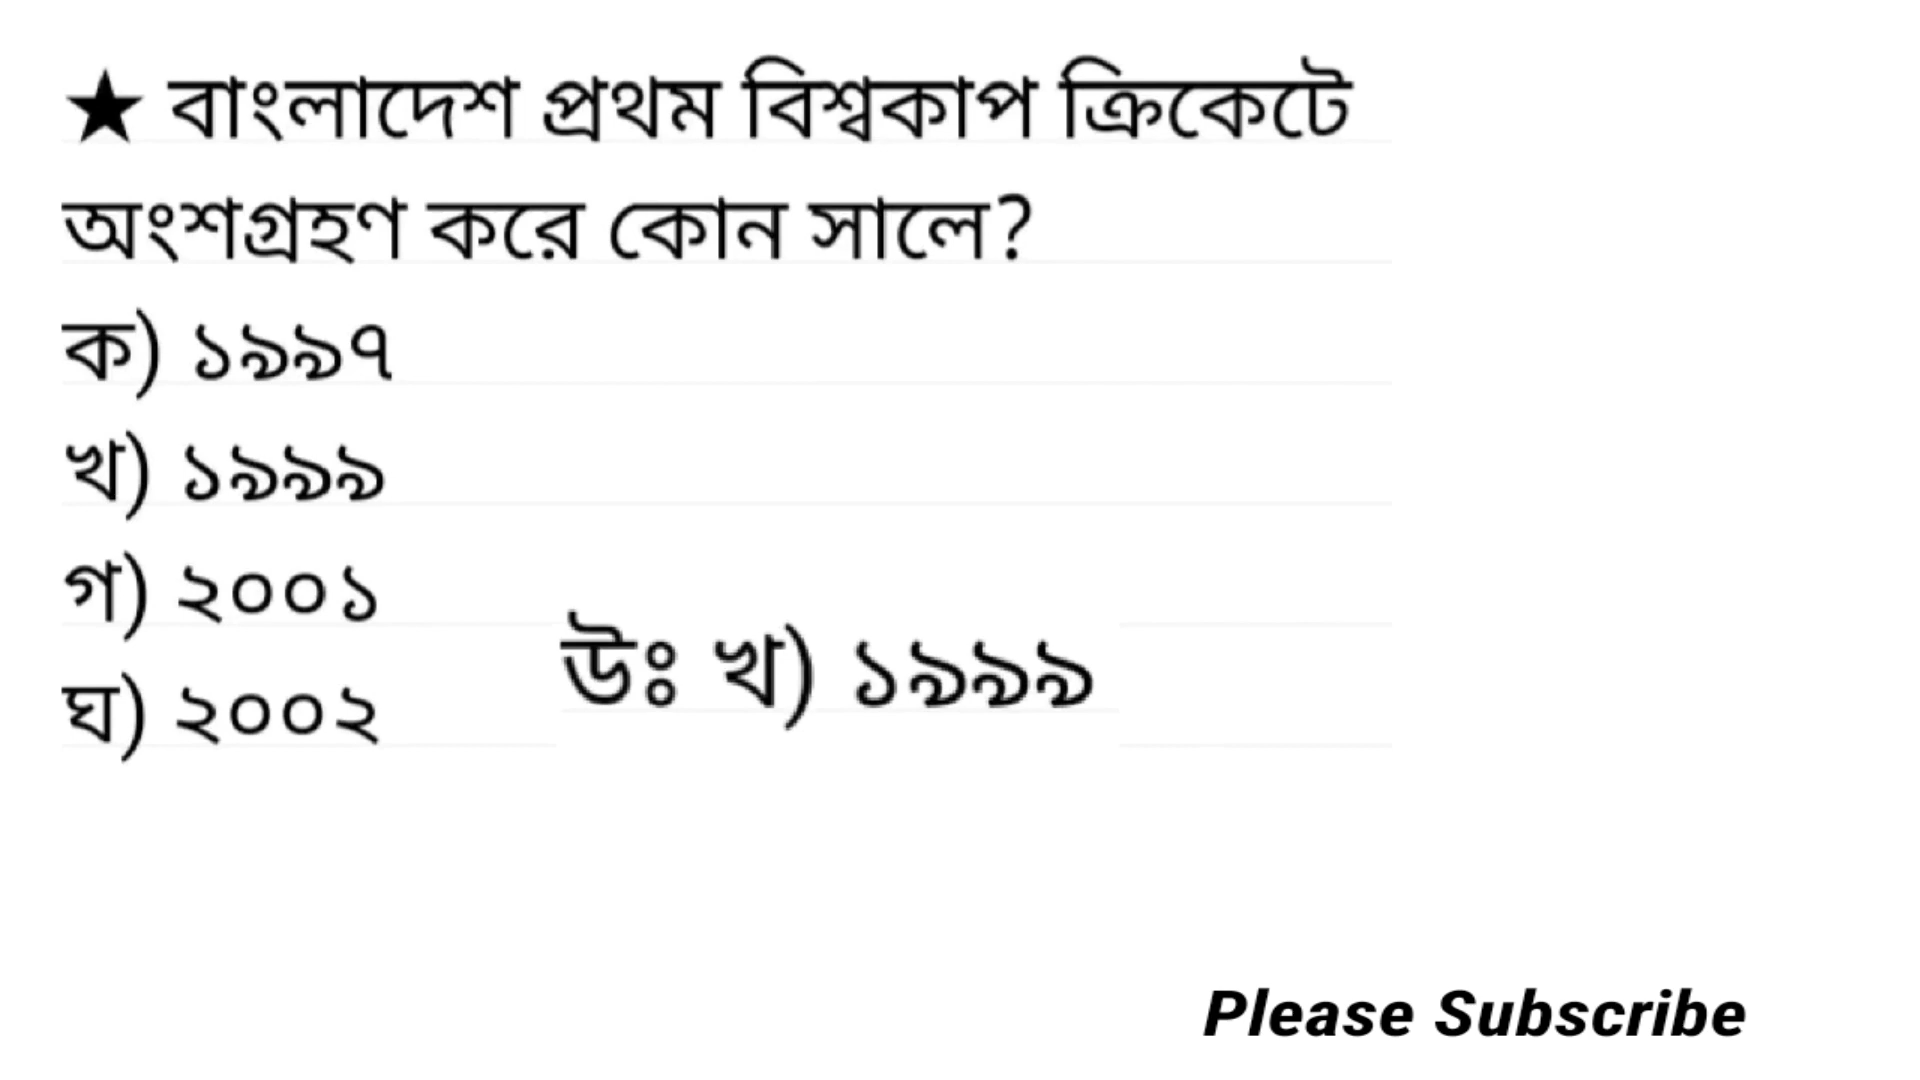 ★ বাংলাদেশ প্রথম বিশ্বকাপ ক্রিকেটে
অংশগ্রহণ করে কোন সালে?
ক) ১৯৯৭
খ) ১৯৯৯
গ) ২০০১
ঘ) ২০০২
উঃ খ) ১৯৯৯
Please Subscribe